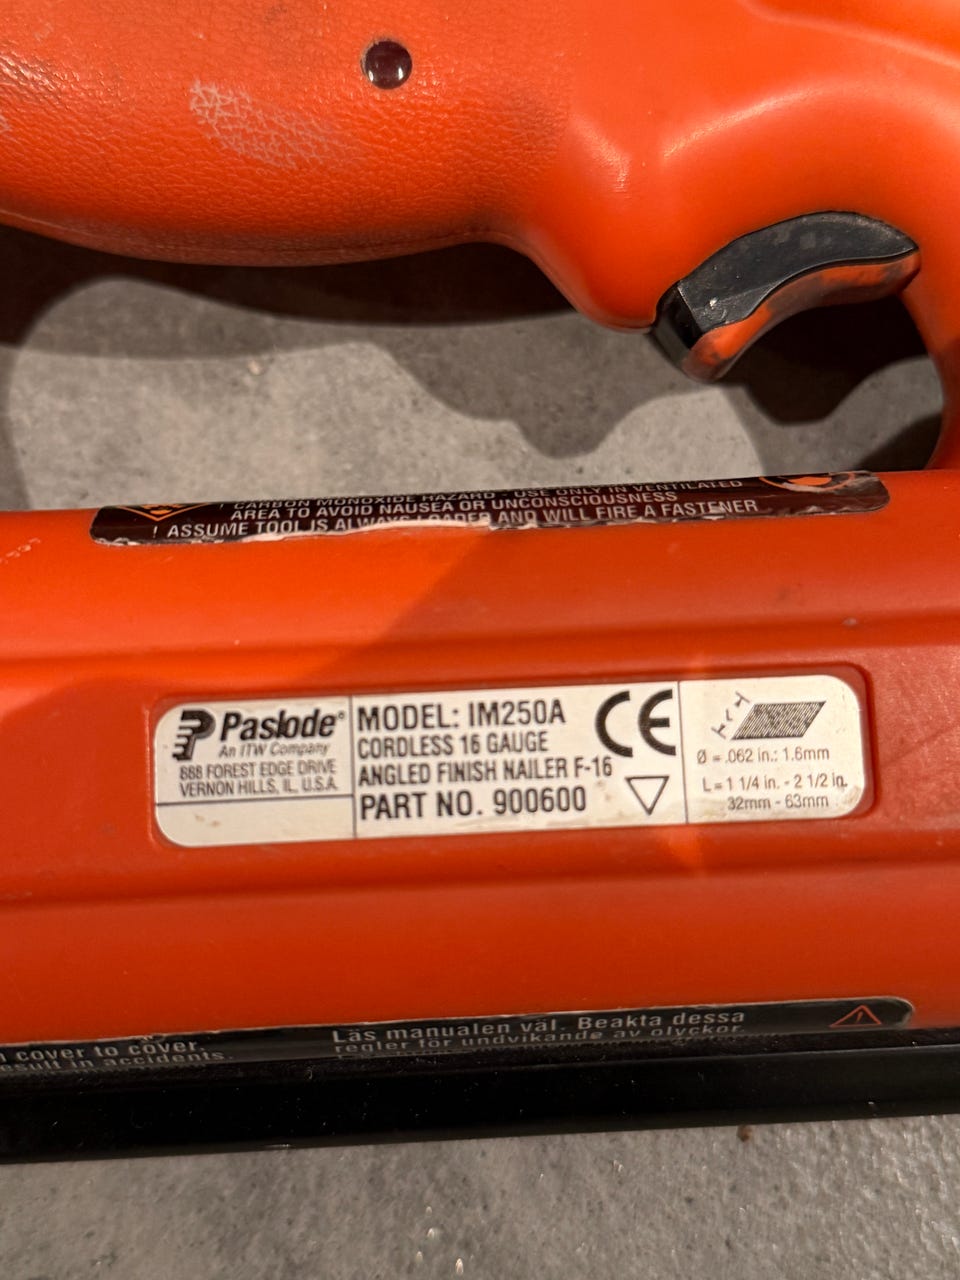 CARBON MONOXIDE HAZARD - USE ONLY IN VENTILATED
AREA TO AVOID NAUSEA OR UNCONSCIOUSNESS
! ASSUME TOOL IS ALWAYS LOADED AND WILL FIRE A FASTENER
Paslode®
An ITW Company
888 FOREST EDGE DRIVE
VERNON HILLS, IL, U.S.A.
MODEL: IM250A
CORDLESS 16 GAUGE
ANGLED FINISH NAILER F-16
PART NO. 900600
CE
Ø = .062 in.: 1.6mm
L = 1 1/4 in. - 2 1/2 in.
32mm - 63mm
cover to cover.
result in accidents.
Läs manualen väl. Beakta dessa
regler för undvikande av olyckor.